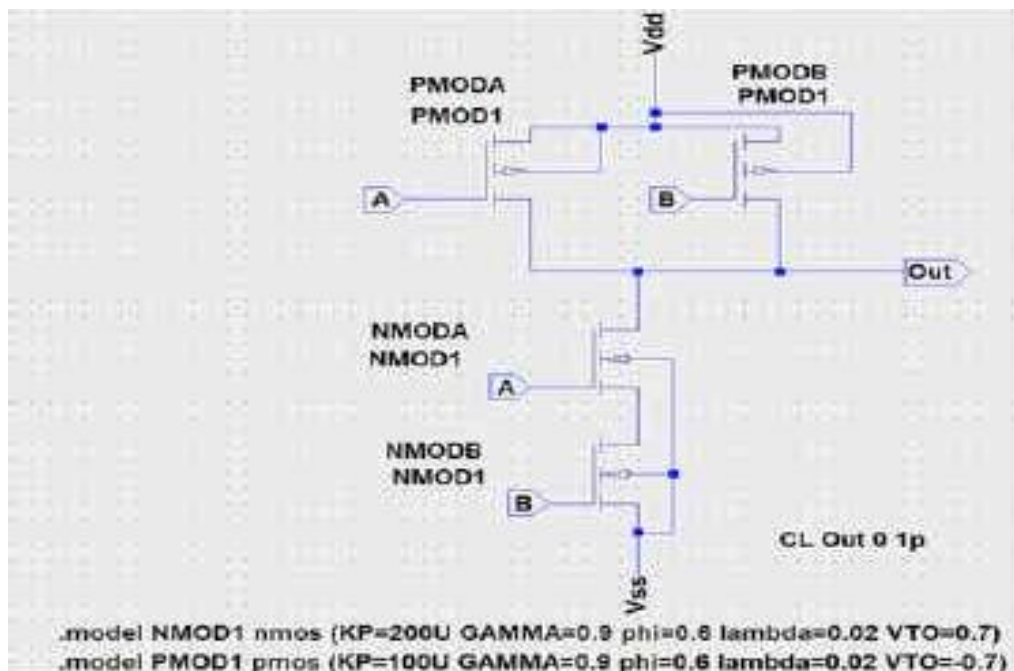 Vdd
PMODA
PMOD1
PMODB
PMOD1
A
B
Out
NMODA
NMOD1
A
NMODB
NMOD1
B
CL Out 0 1p
Vss
.model NMOD1 nmos (KP=200U GAMMA=0.9 phi=0.6 lambda=0.02 VTO=0.7)
.model PMOD1 pmos (KP=100U GAMMA=0.9 phi=0.6 lambda=0.02 VTO=-0.7)